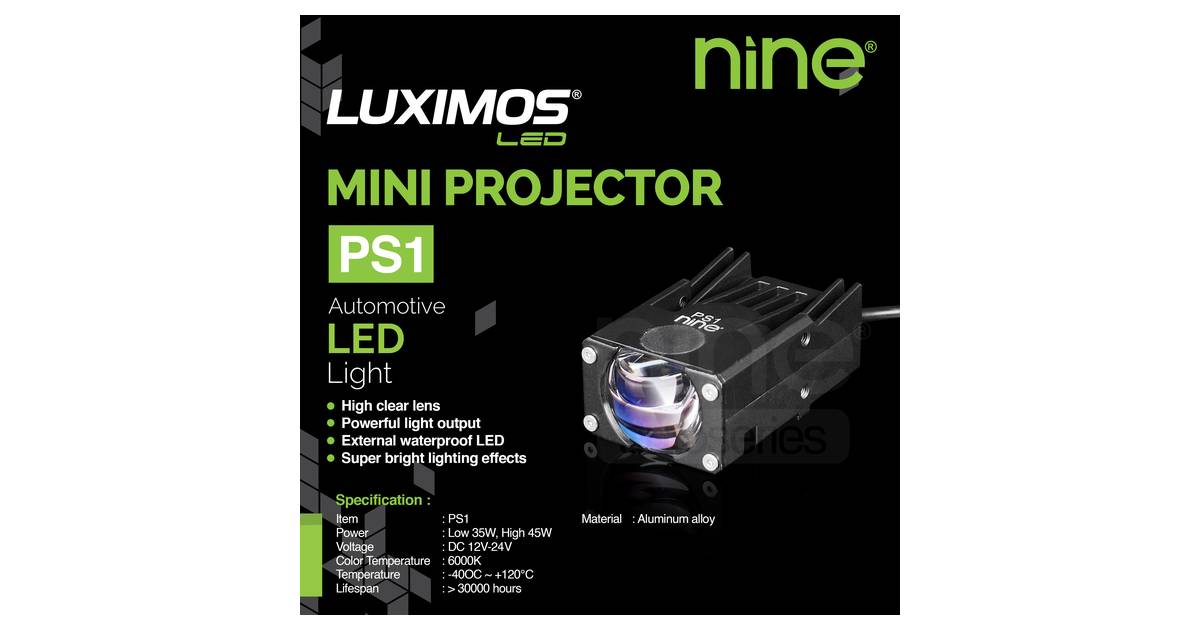 nine®
LUXIMOS®
LED
MINI PROJECTOR
PS1
Automotive
LED
Light
PS1
nine®
series
High clear lens
Powerful light output
External waterproof LED
Super bright lighting effects
Specification :
Item : PS1
Power : Low 35W, High 45W
Voltage : DC 12V-24V
Color Temperature : 6000K
Temperature : -40OC ~ +120°C
Lifespan : > 30000 hours
Material : Aluminum alloy